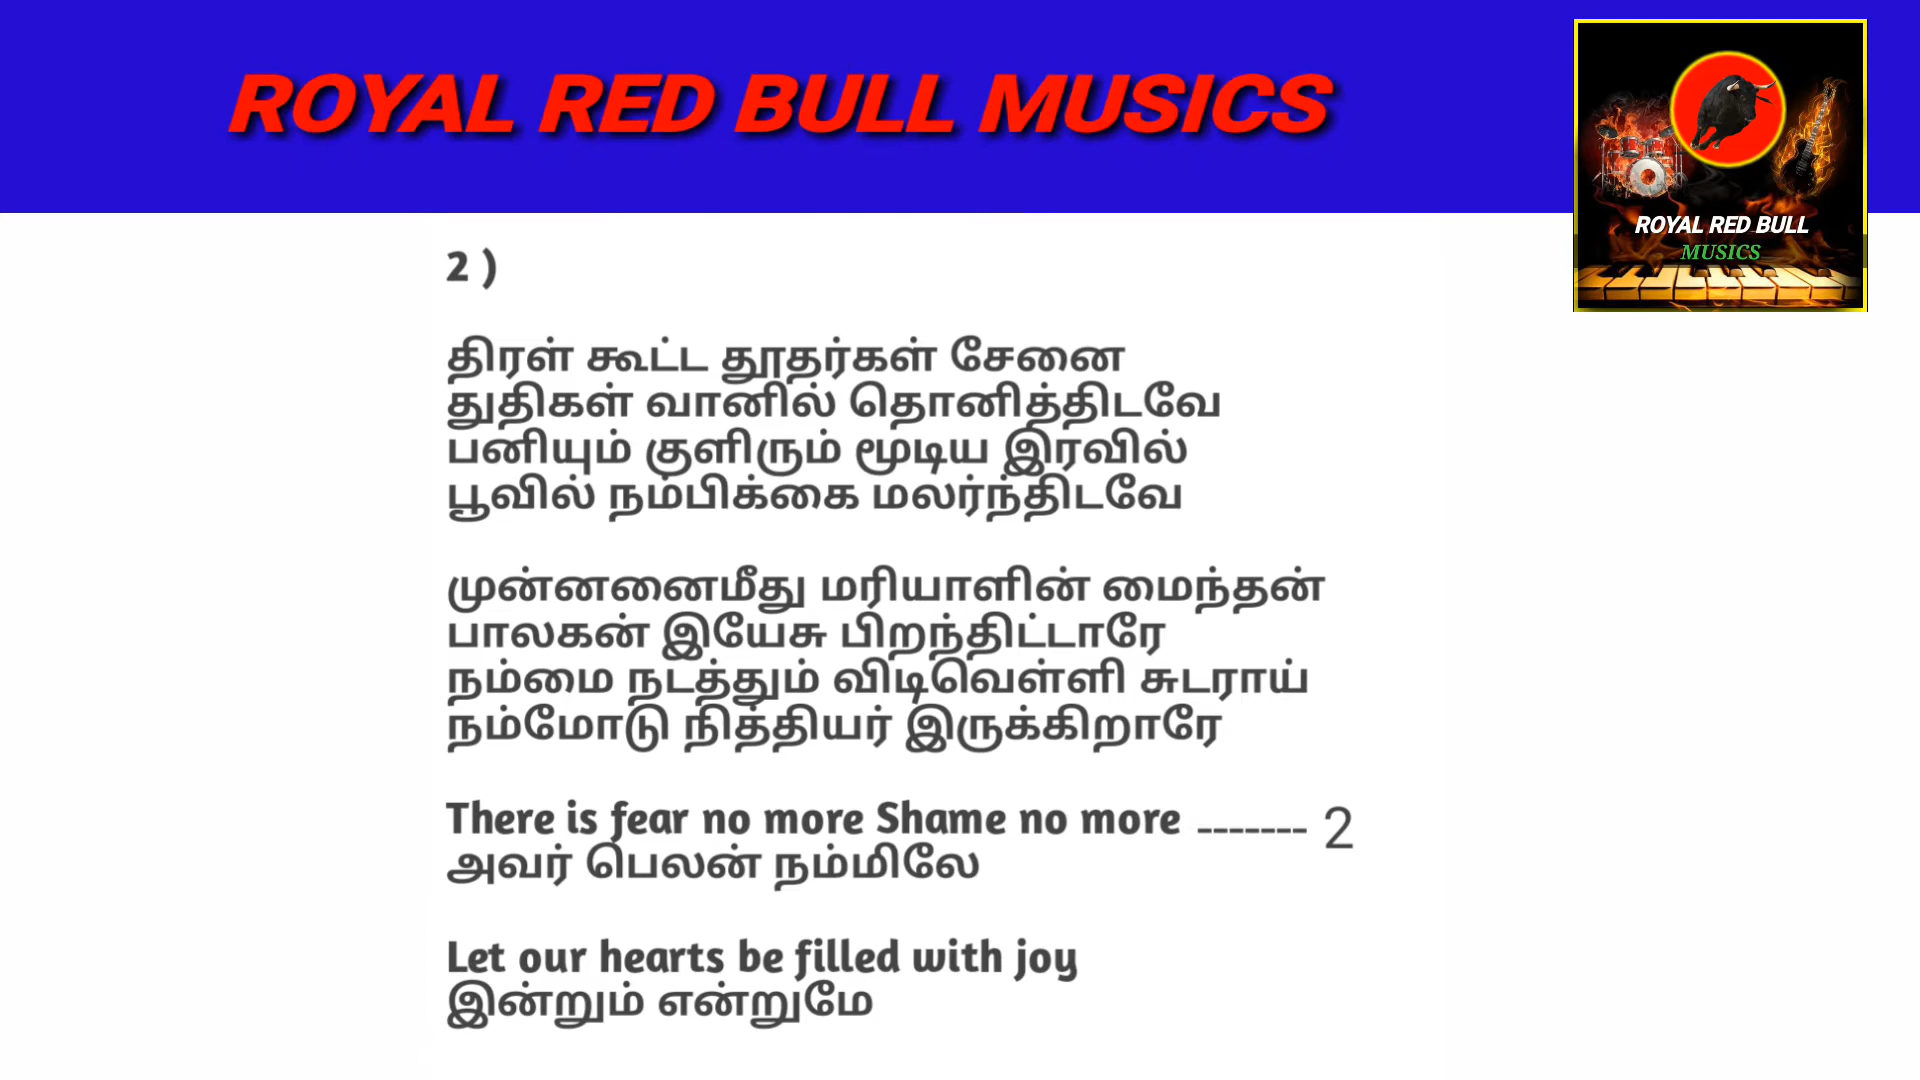 ROYAL RED BULL MUSICS
ROYAL RED BULL
MUSICS
2 )
திரள் கூட்ட தூதர்கள் சேனை
துதிகள் வானில் தொனித்திடவே
பனியும் குளிரும் மூடிய இரவில்
பூவில் நம்பிக்கை மலர்ந்திடவே
முன்னனைமீது மரியாளின் மைந்தன்
பாலகன் இயேசு பிறந்திட்டாரே
நம்மை நடத்தும் விடிவெள்ளி சுடராய்
நம்மோடு நித்தியர் இருக்கிறாரே
There is fear no more Shame no more ------- 2
அவர் பெலன் நம்மிலே
Let our hearts be filled with joy
இன்றும் என்றுமே